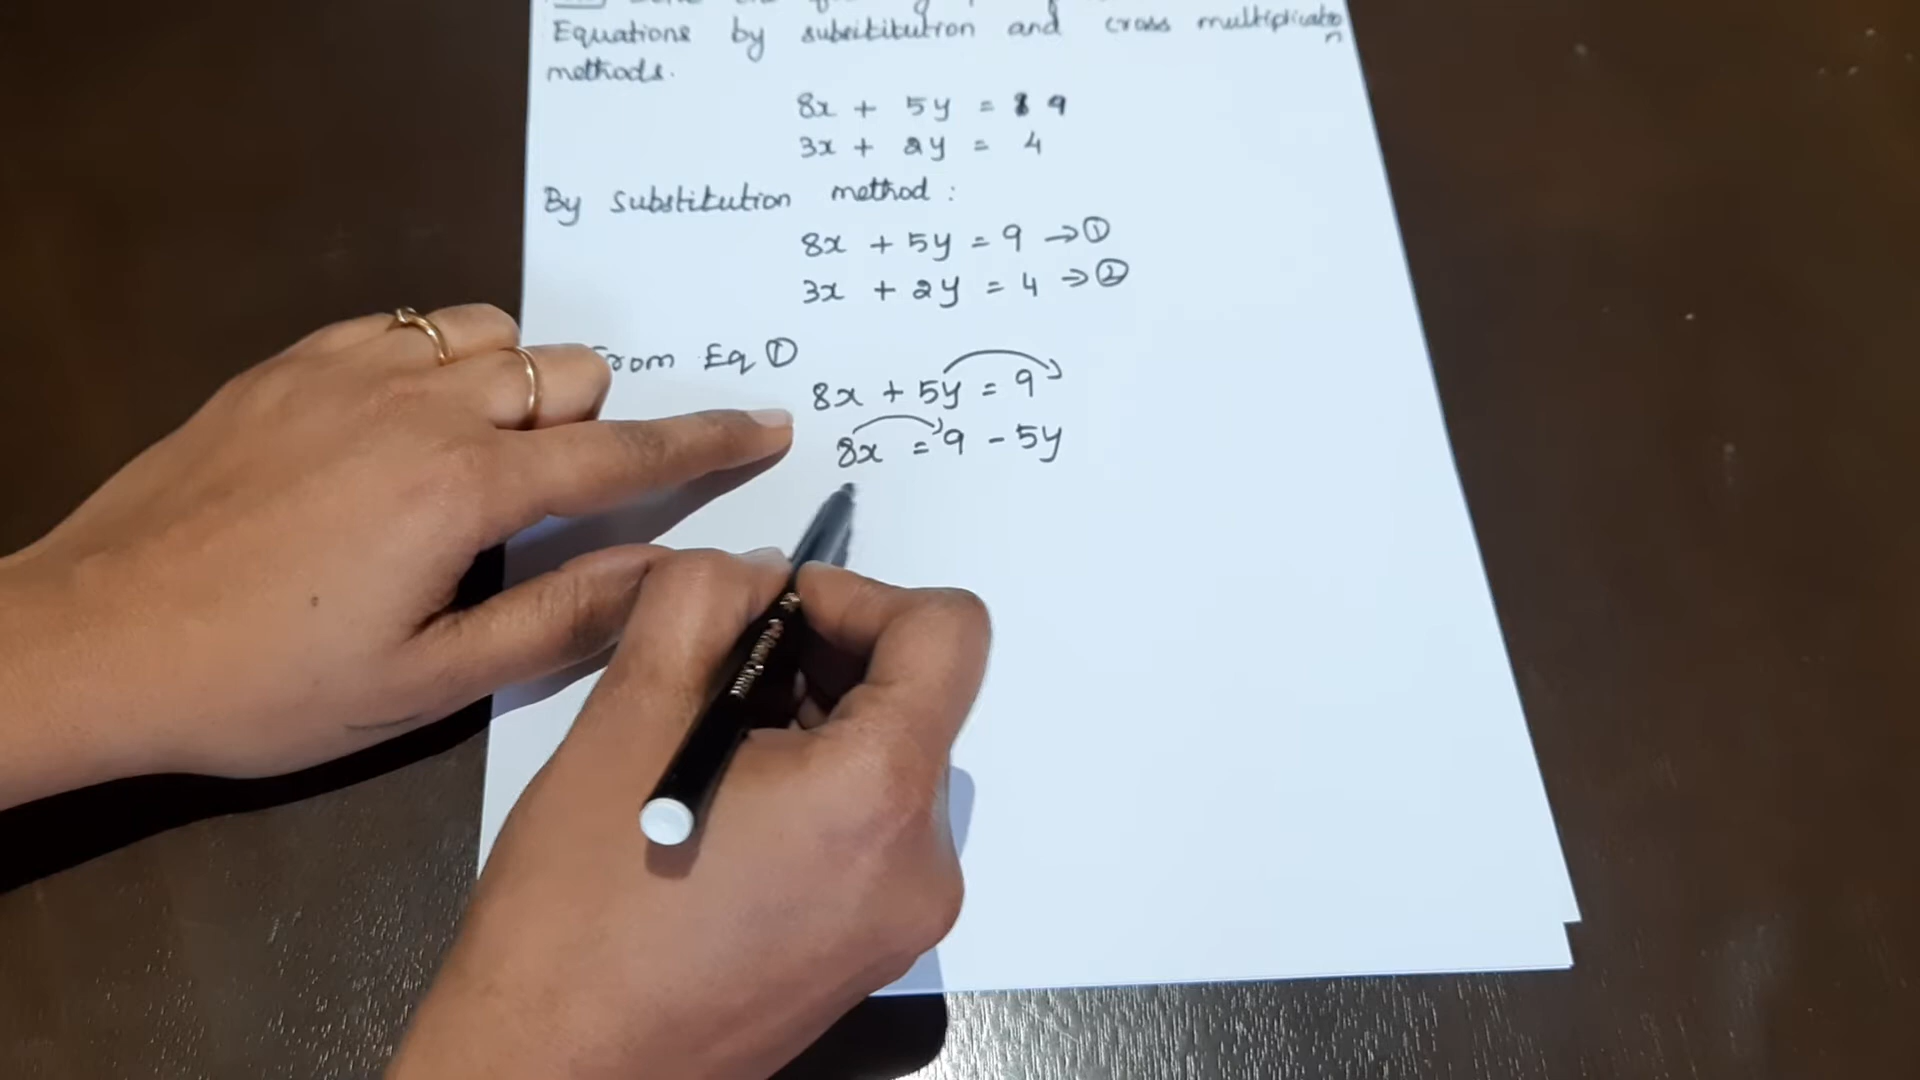 Equations by subsititution and cross multiplication
methods.
8x + 5y = 9
3x + 2y = 4
By Substitution method :
8x + 5y = 9 → ①
3x + 2y = 4 → ②
From Eq ①
8x + 5y = 9
8x = 9 - 5y